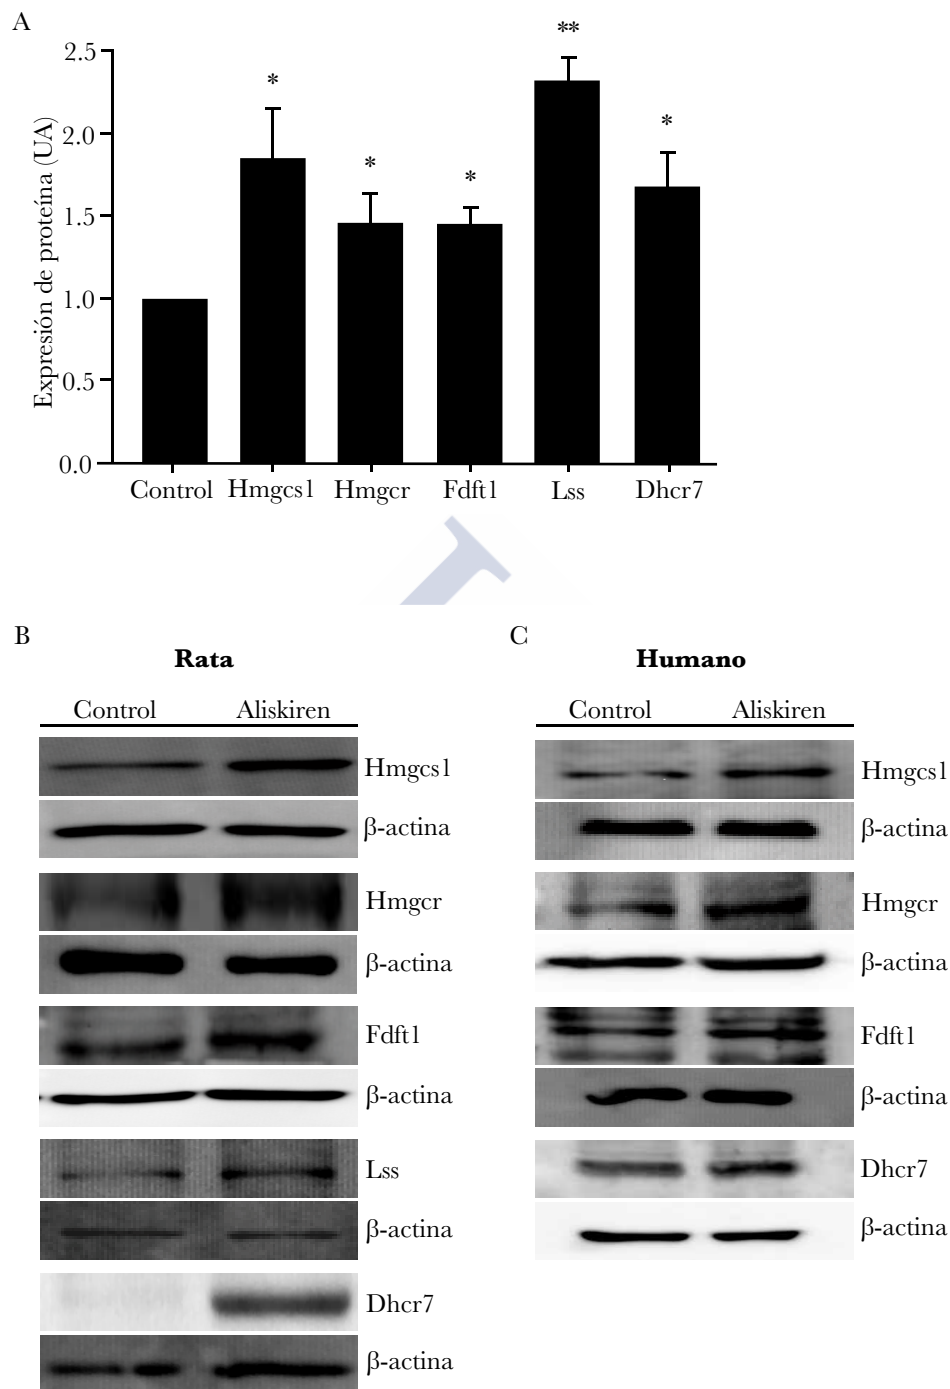 A
Expresión de proteína (UA)
2.5
2.0
1.5
1.0
0.5
0.0
*
*
*
**
*
Control Hmgcs1 Hmgcr Fdft1 Lss Dhcr7
B
Rata
Control Aliskiren
Hmgcs1
β-actina
Hmgcr
β-actina
Fdft1
β-actina
Lss
β-actina
Dhcr7
β-actina
C
Humano
Control Aliskiren
Hmgcs1
β-actina
Hmgcr
β-actina
Fdft1
β-actina
Dhcr7
β-actina